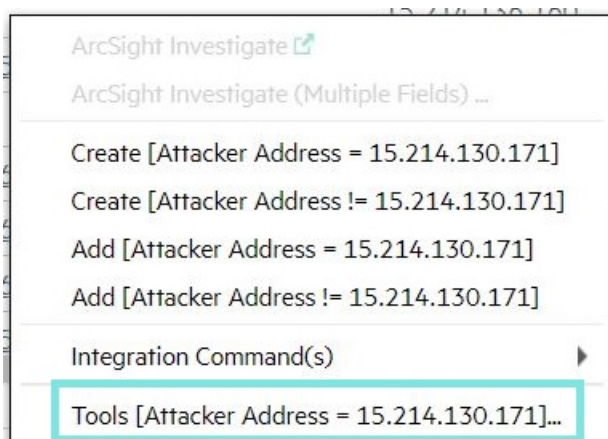 ArcSight Investigate
ArcSight Investigate (Multiple Fields) ...
Create [Attacker Address = 15.214.130.171]
Create [Attacker Address != 15.214.130.171]
Add [Attacker Address = 15.214.130.171]
Add [Attacker Address != 15.214.130.171]
Integration Command(s)
Tools [Attacker Address = 15.214.130.171]...